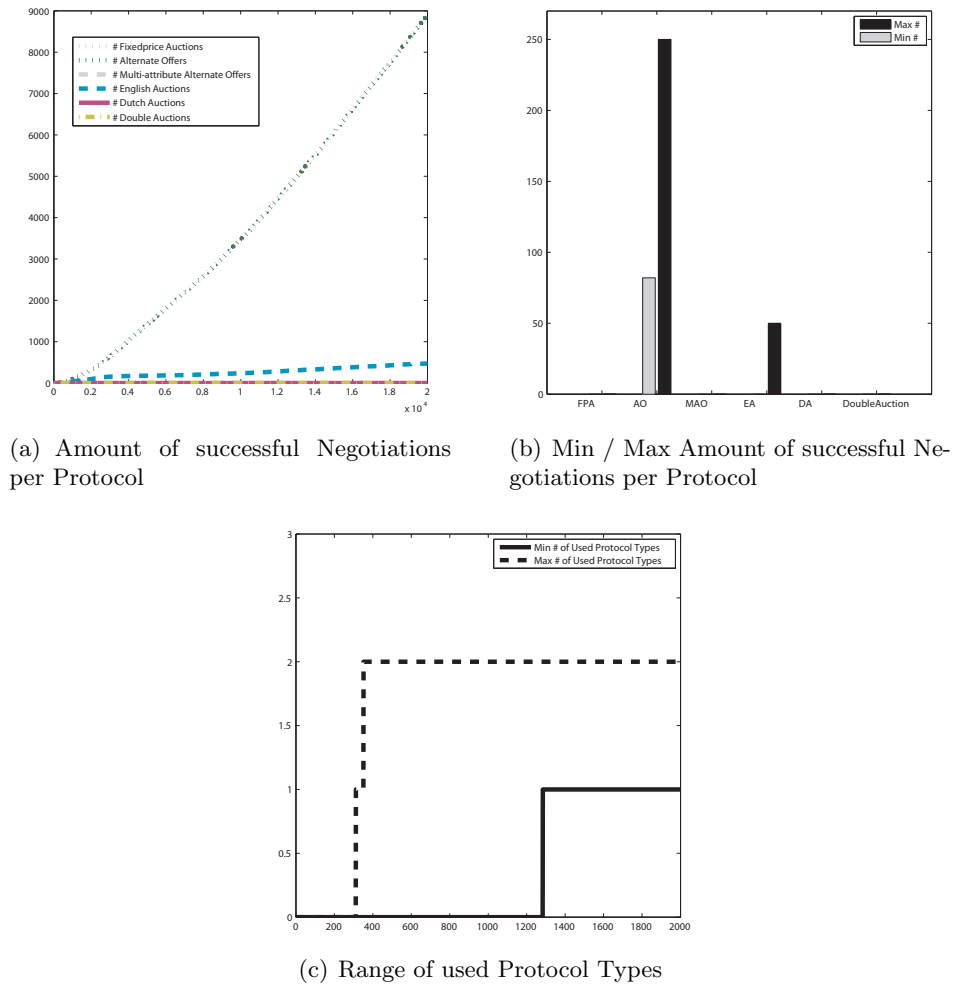 9000
8000
7000
6000
5000
4000
3000
2000
1000
0
# Fixedprice Auctions
# Alternate Offers
# Multi-attribute Alternate Offers
# English Auctions
# Dutch Auctions
# Double Auctions
0 0.2 0.4 0.6 0.8 1.0 1.2 1.4 1.6 1.8 20
x 10^4
(a) Amount of successful Negotiations
per Protocol
250
200
150
100
50
0
Max #
Min #
FPA AO MAO EA DA DoubleAuction
(b) Min / Max Amount of successful Ne-
gotiations per Protocol
3
2.5
2
1.5
1
0.5
0
Min # of Used Protocol Types
Max # of Used Protocol Types
0 200 400 600 800 1000 1200 1400 1600 1800 2000
(c) Range of used Protocol Types